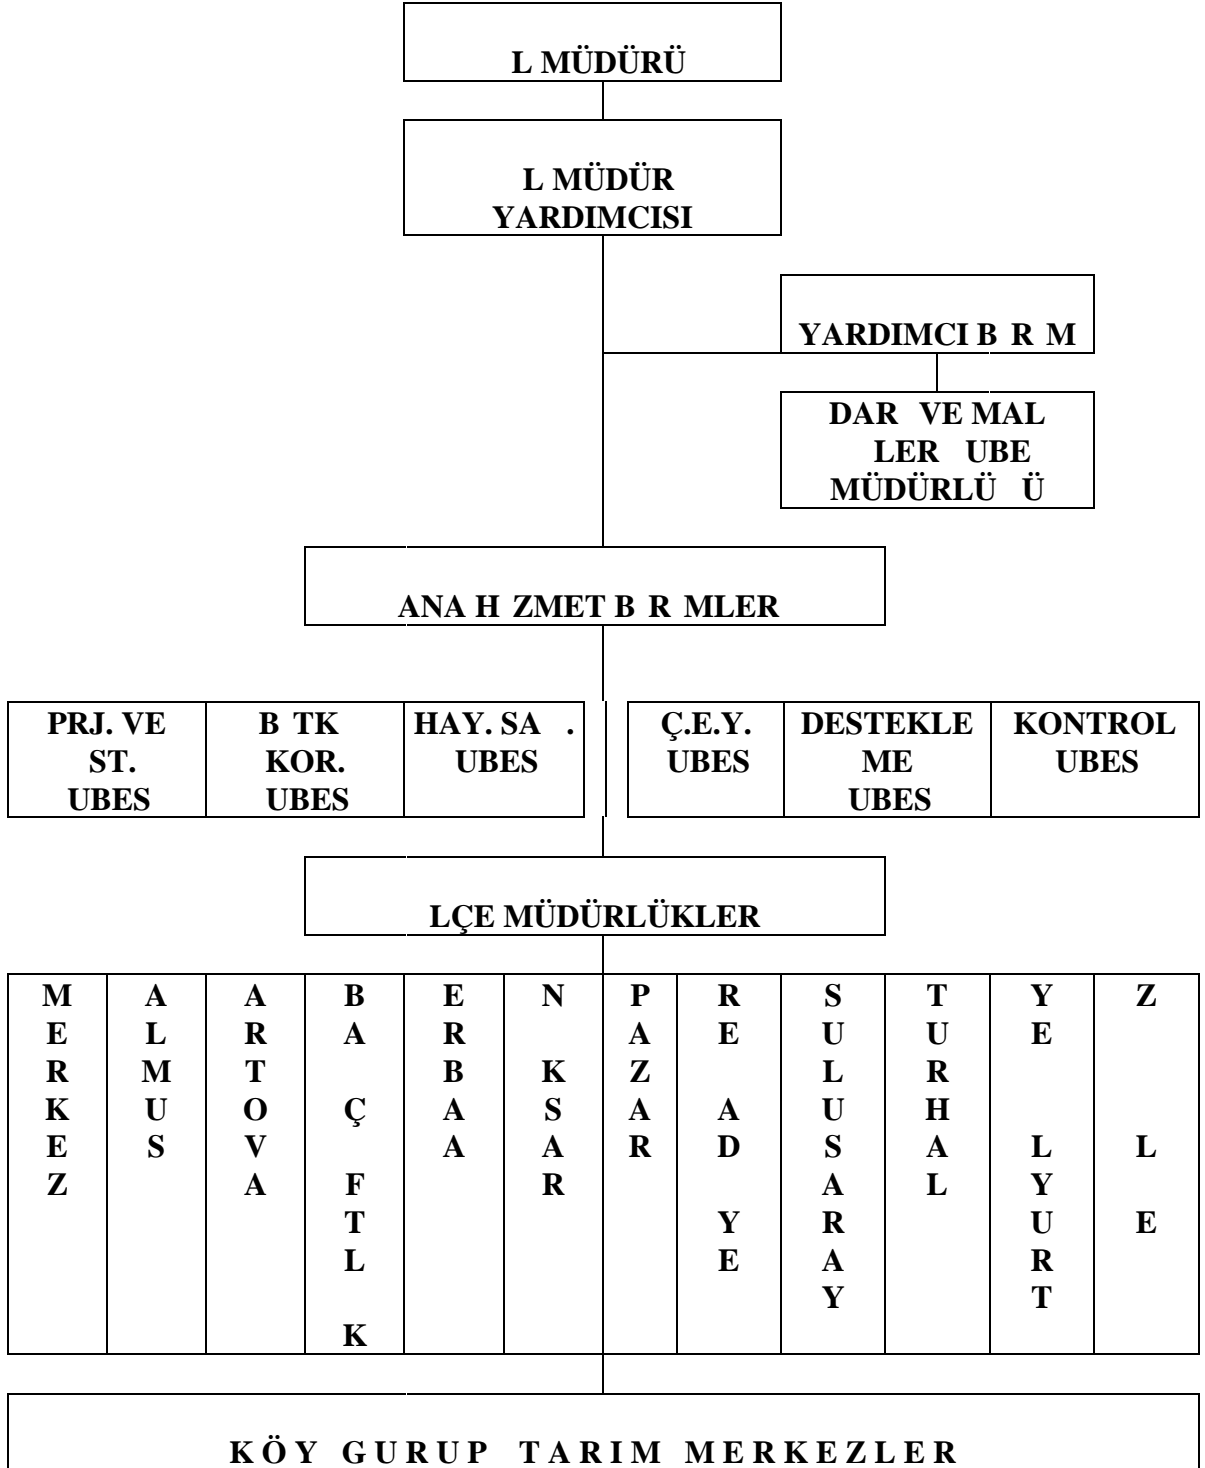 L MÜDÜRÜ
L MÜDÜR
YARDIMCISI
YARDIMCI B R M
DAR VE MAL
LER UBE
MÜDÜRLÜ Ü
ANA H ZMET B R MLER
PRJ. VE
ST.
UBES
B TK
KOR.
UBES
HAY. SA .
UBES
Ç.E.Y.
UBES
DESTEKLE
ME
UBES
KONTROL
UBES
LÇE MÜDÜRLÜKLER
MERKEZ
ALMUS
ARTOVA
BA Ç FTL K
ERBAA
N KSAR
PAZAR
RE AD YE
SULUSARAY
TURHAL
YE LYURT
Z L E
KÖY GURUP TARIM MERKEZLER